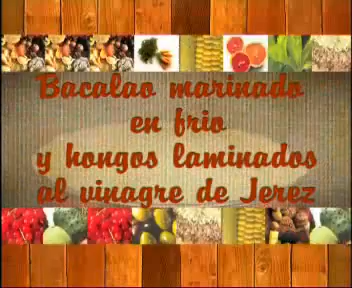 Bacalao marinado
en frio
y hongos laminados
al vinagre de Jerez